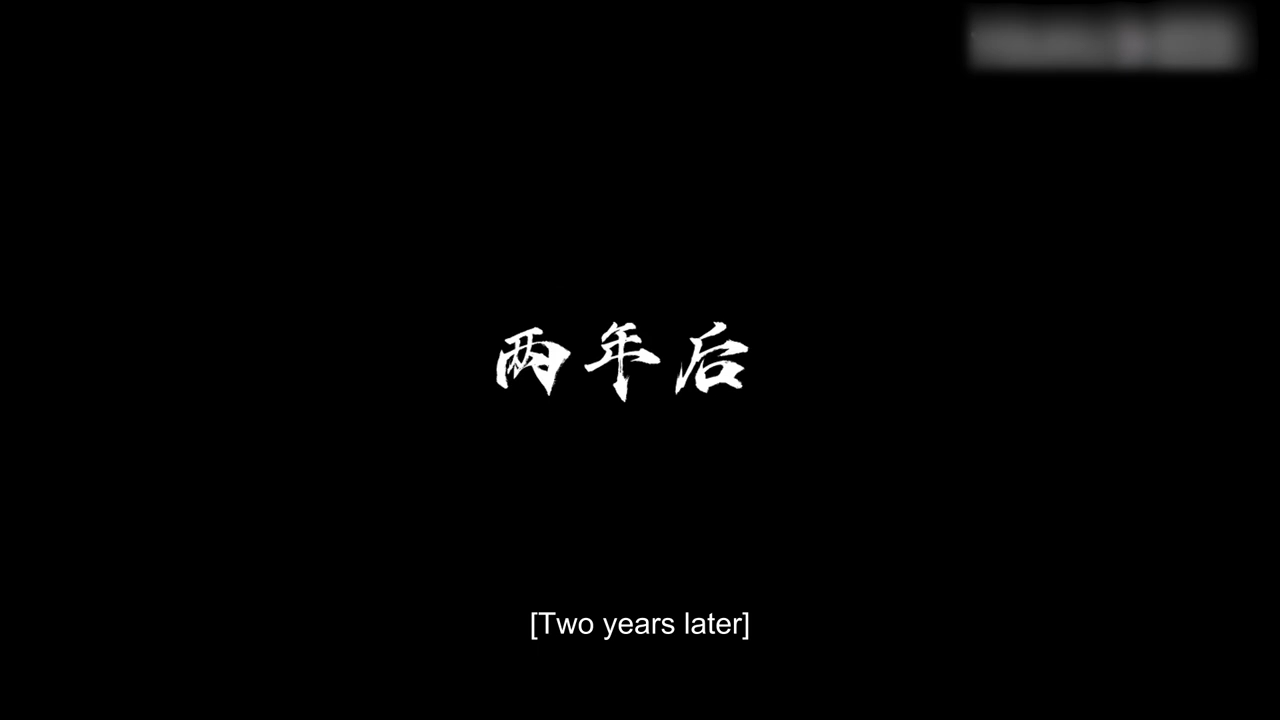 两年后
[Two years later]